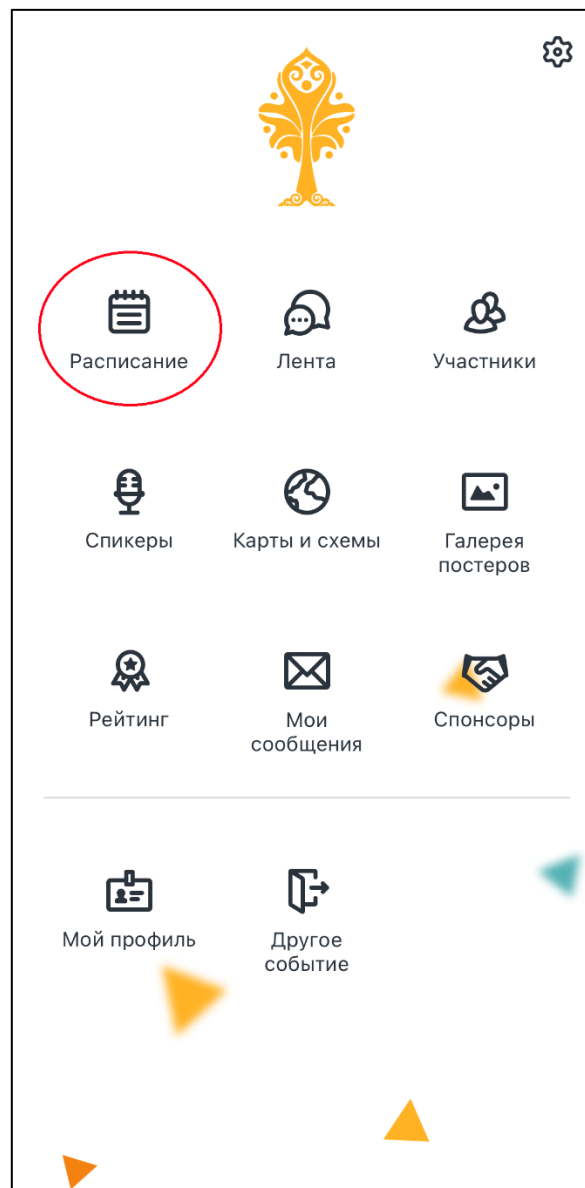 Расписание
Лента
Участники
Спикеры
Карты и схемы
Галерея
постеров
Рейтинг
Мои
сообщения
Спонсоры
Мой профиль
Другое
событие